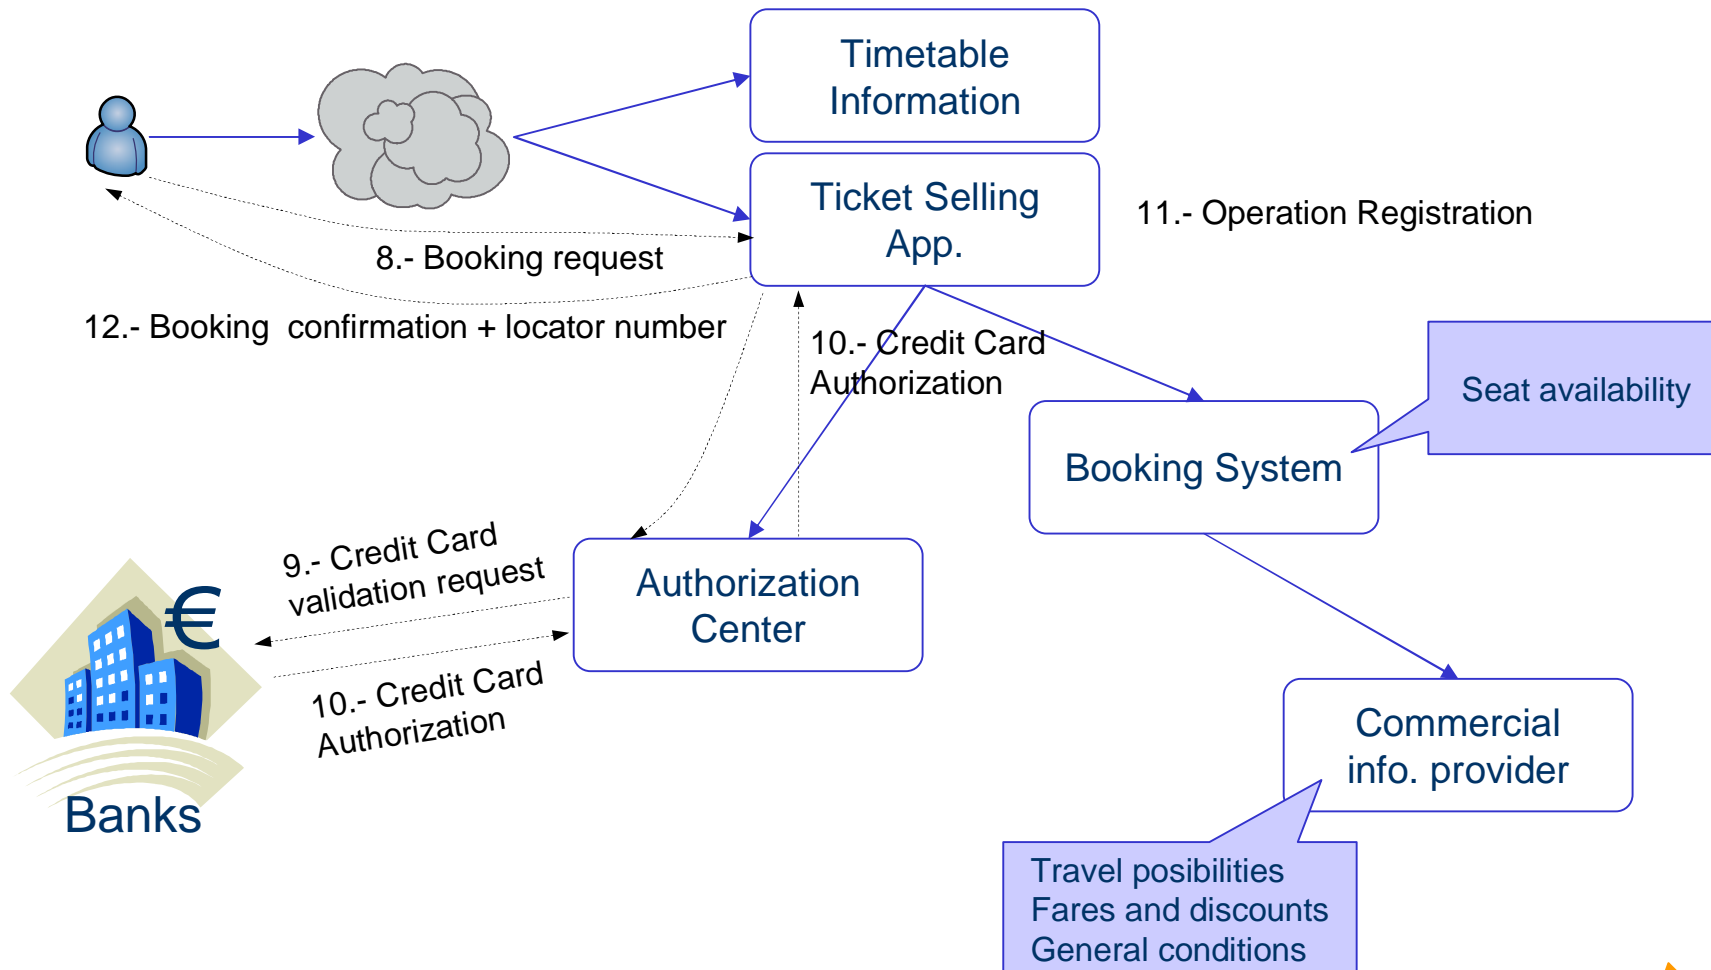 Timetable
Information
Ticket Selling
App.
11.- Operation Registration
8.- Booking request
12.- Booking  confirmation + locator number
10.- Credit Card
Authorization
Seat availability
Booking System
9.- Credit Card
validation request
Authorization
Center
€
10.- Credit Card
Authorization
Banks
Commercial
info. provider
Travel posibilities
Fares and discounts
General conditions